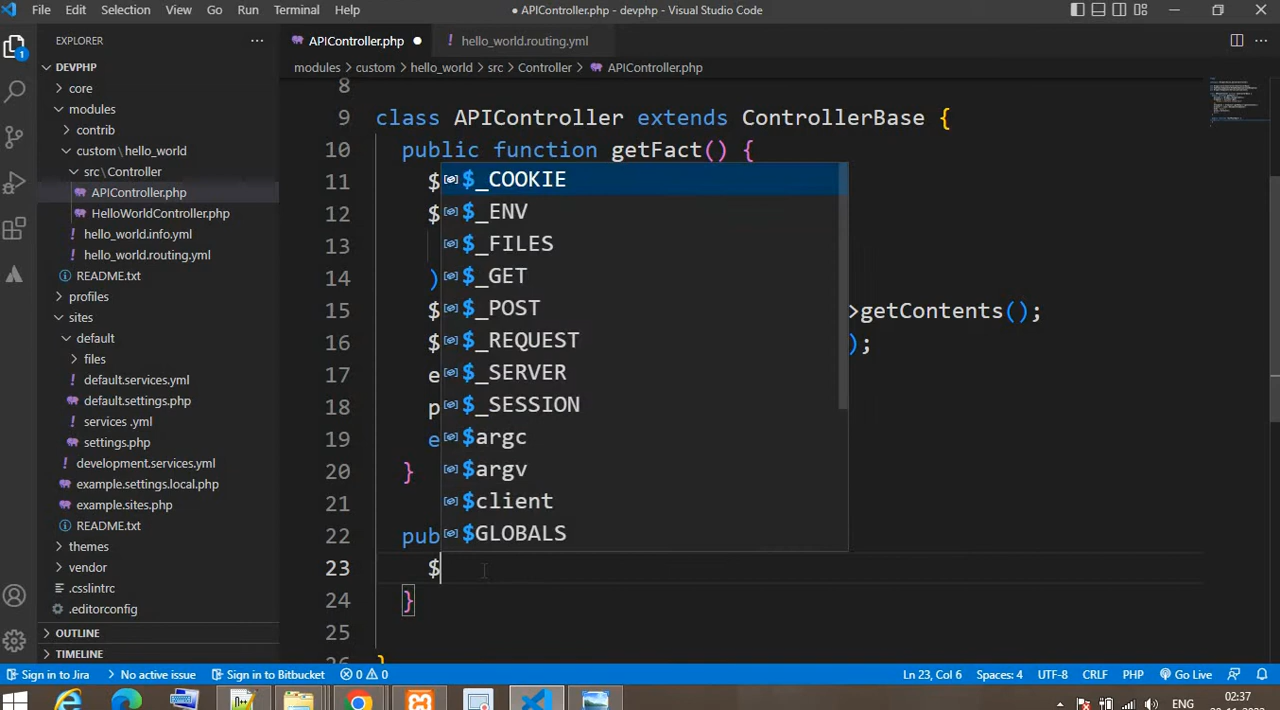 File Edit Selection View Go Run Terminal Help
● APIController.php - devphp - Visual Studio Code
EXPLORER
DEVPHP
core
modules
contrib
custom \ hello_world
src \ Controller
APIController.php
HelloWorldController.php
hello_world.info.yml
hello_world.routing.yml
README.txt
profiles
sites
default
files
default.services.yml
default.settings.php
services .yml
settings.php
development.services.yml
example.settings.local.php
example.sites.php
README.txt
themes
vendor
.csslintrc
.editorconfig
OUTLINE
TIMELINE
1
APIController.php ●
hello_world.routing.yml
modules > custom > hello_world > src > Controller > APIController.php
8
9 class APIController extends ControllerBase {
10 public function getFact() {
11 $
12 $
13
14 )
15 $ >getContents();
16 $ );
17 e
18 p
19 e
20 }
21
22 pub
23 $
24 }
25
$_COOKIE
$_ENV
$_FILES
$_GET
$_POST
$_REQUEST
$_SERVER
$_SESSION
$argc
$argv
$client
$GLOBALS
Sign in to Jira No active issue Sign in to Bitbucket 0 0 Ln 23, Col 6 Spaces: 4 UTF-8 CRLF PHP Go Live
ENG
02:37